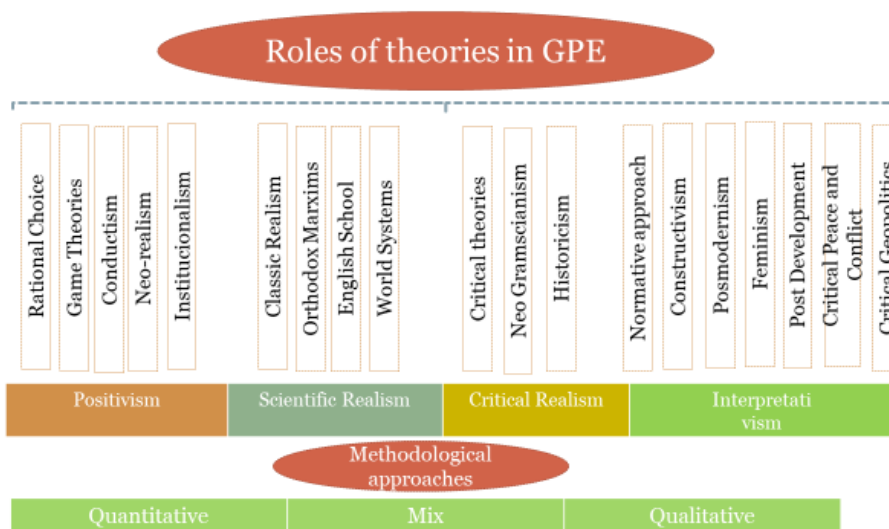 Roles of theories in GPE
Rational Choice
Game Theories
Conductism
Neo-realism
Institucionalism
Classic Realism
Orthodox Marxims
English School
World Systems
Critical theories
Neo Gramscianism
Historicism
Normative approach
Constructivism
Posmodernism
Feminism
Post Development
Critical Peace and
Conflict
Critical Geopolitics
Positivism
Scientific Realism
Critical Realism
Interpretati
vism
Methodological
approaches
Quantitative
Mix
Qualitative